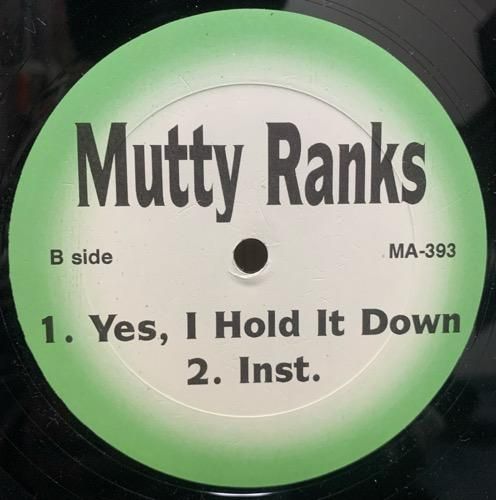 Mutty Ranks
B side
MA-393
1. Yes, I Hold It Down
2. Inst.